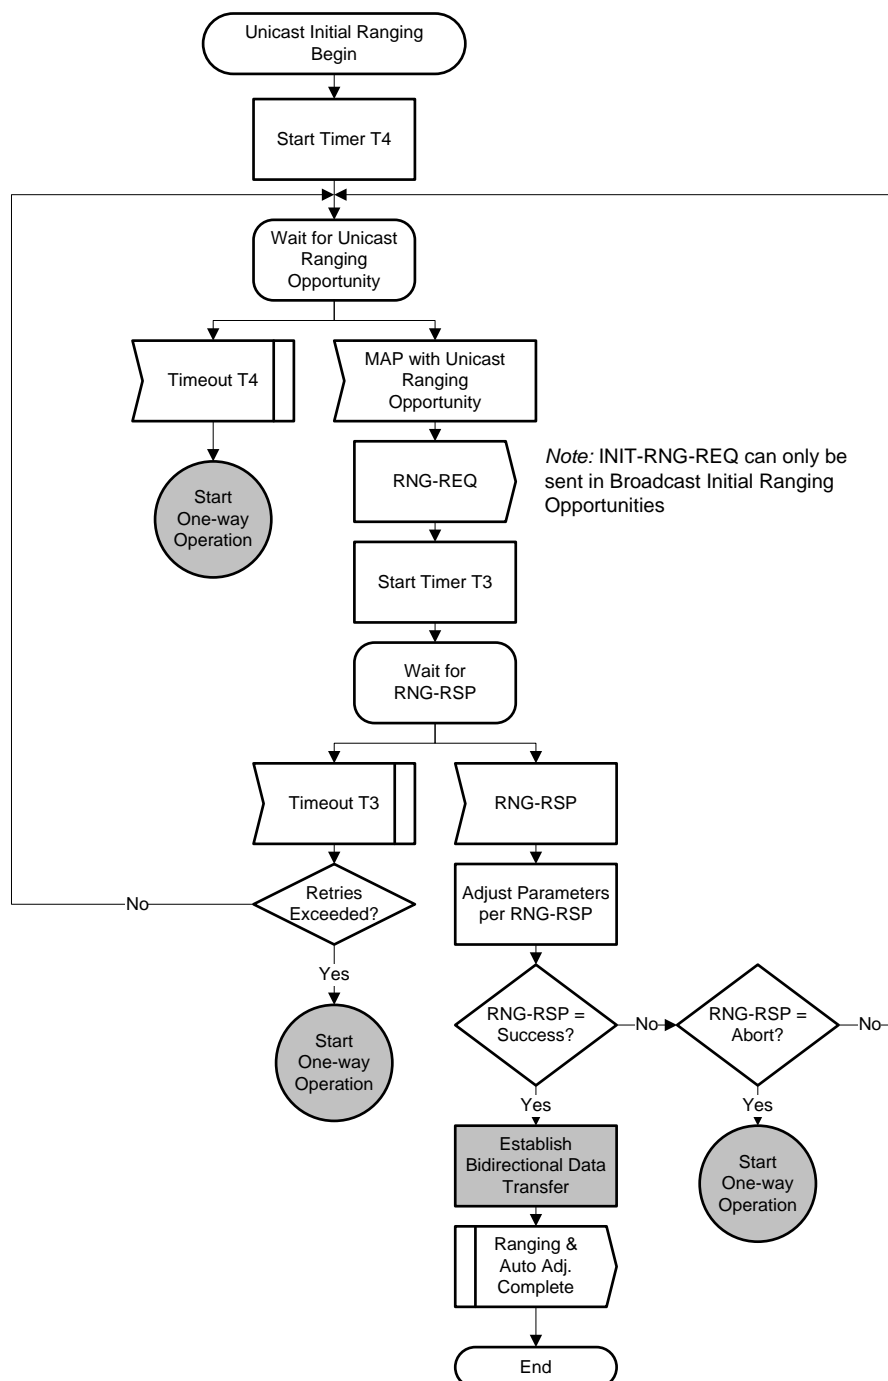 Unicast Initial Ranging
Begin
Start Timer T4
Wait for Unicast
Ranging
Opportunity
Timeout T4
MAP with Unicast
Ranging
Opportunity
Start
One-way
Operation
RNG-REQ
Note: INIT-RNG-REQ can only be
sent in Broadcast Initial Ranging
Opportunities
Start Timer T3
Wait for
RNG-RSP
Timeout T3
RNG-RSP
Retries
Exceeded?
No
Yes
Adjust Parameters
per RNG-RSP
Start
One-way
Operation
RNG-RSP =
Success?
No
RNG-RSP =
Abort?
No
Yes
Yes
Establish
Bidirectional Data
Transfer
Start
One-way
Operation
Ranging &
Auto Adj.
Complete
End